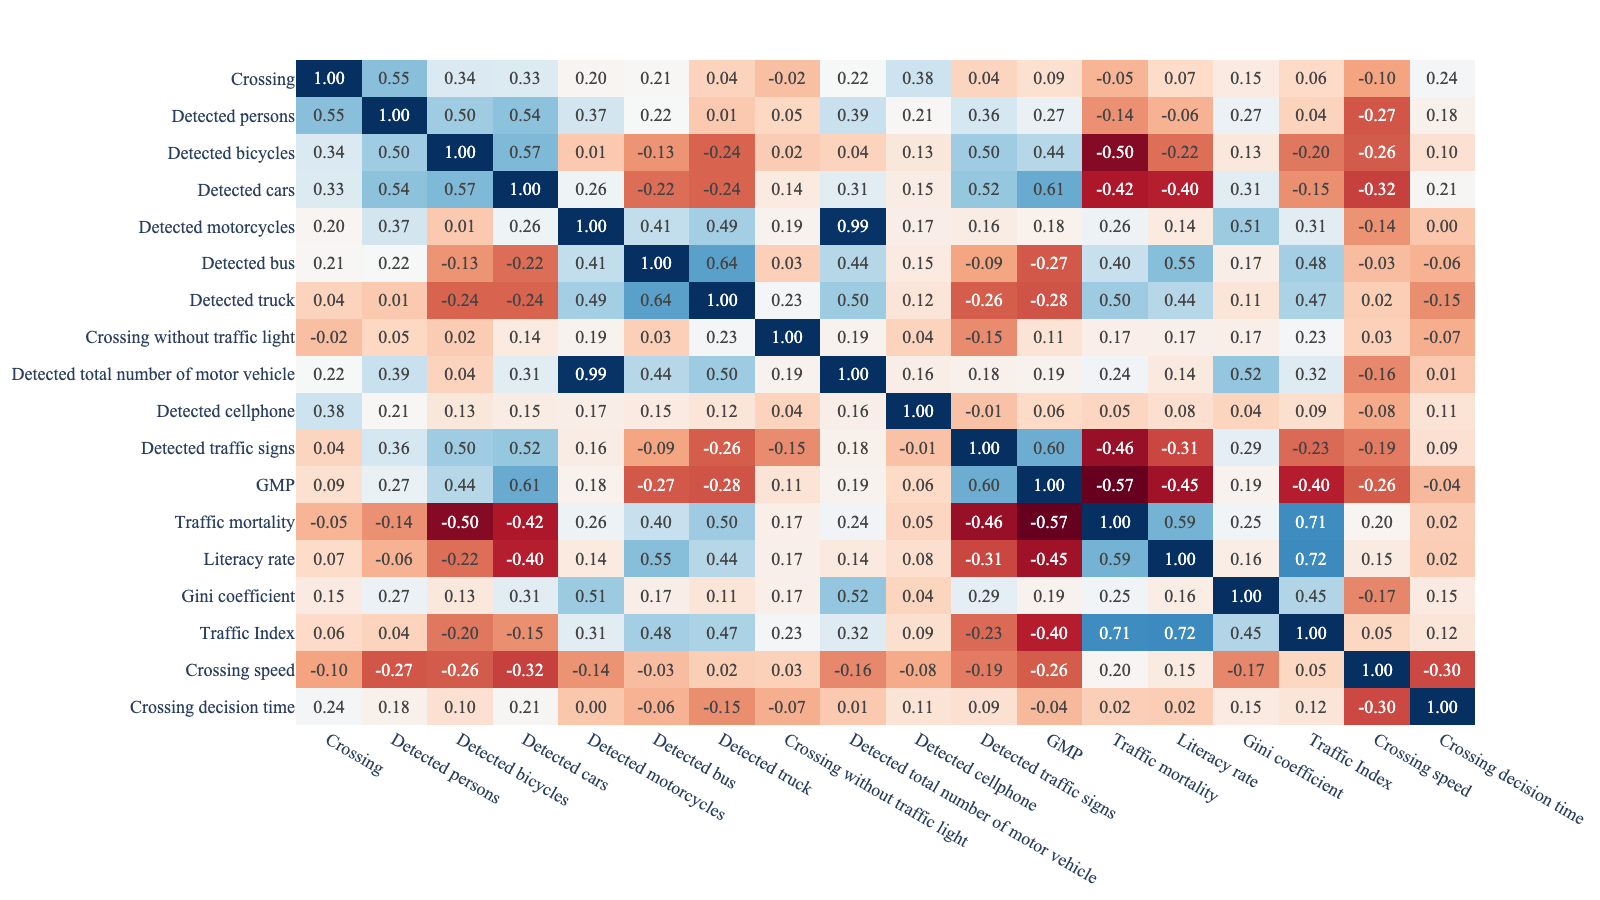 Crossing 1.00 0.55 0.34 0.33 0.20 0.21 0.04 -0.02 0.22 0.38 0.04 0.09 -0.05 0.07 0.15 0.06 -0.10 0.24
Detected persons 0.55 1.00 0.50 0.54 0.37 0.22 0.01 0.05 0.39 0.21 0.36 0.27 -0.14 -0.06 0.27 0.04 -0.27 0.18
Detected bicycles 0.34 0.50 1.00 0.57 0.01 -0.13 -0.24 0.02 0.04 0.13 0.50 0.44 -0.50 -0.22 0.13 -0.20 -0.26 0.10
Detected cars 0.33 0.54 0.57 1.00 0.26 -0.22 -0.24 0.14 0.31 0.15 0.52 0.61 -0.42 -0.40 0.31 -0.15 -0.32 0.21
Detected motorcycles 0.20 0.37 0.01 0.26 1.00 0.41 0.49 0.19 0.99 0.17 0.16 0.18 0.26 0.14 0.51 0.31 -0.14 0.00
Detected bus 0.21 0.22 -0.13 -0.22 0.41 1.00 0.64 0.03 0.44 0.15 -0.09 -0.27 0.40 0.55 0.17 0.48 -0.03 -0.06
Detected truck 0.04 0.01 -0.24 -0.24 0.49 0.64 1.00 0.23 0.50 0.12 -0.26 -0.28 0.50 0.44 0.11 0.47 0.02 -0.15
Crossing without traffic light -0.02 0.05 0.02 0.14 0.19 0.03 0.23 1.00 0.19 0.04 -0.15 0.11 0.17 0.17 0.17 0.23 0.03 -0.07
Detected total number of motor vehicle 0.22 0.39 0.04 0.31 0.99 0.44 0.50 0.19 1.00 0.16 0.18 0.19 0.24 0.14 0.52 0.32 -0.16 0.01
Detected cellphone 0.38 0.21 0.13 0.15 0.17 0.15 0.12 0.04 0.16 1.00 -0.01 0.06 0.05 0.08 0.04 0.09 -0.08 0.11
Detected traffic signs 0.04 0.36 0.50 0.52 0.16 -0.09 -0.26 -0.15 0.18 -0.01 1.00 0.60 -0.46 -0.31 0.29 -0.23 -0.19 0.09
GMP 0.09 0.27 0.44 0.61 0.18 -0.27 -0.28 0.11 0.19 0.06 0.60 1.00 -0.57 -0.45 0.19 -0.40 -0.26 -0.04
Traffic mortality -0.05 -0.14 -0.50 -0.42 0.26 0.40 0.50 0.17 0.24 0.05 -0.46 -0.57 1.00 0.59 0.25 0.71 0.20 0.02
Literacy rate 0.07 -0.06 -0.22 -0.40 0.14 0.55 0.44 0.17 0.14 0.08 -0.31 -0.45 0.59 1.00 0.16 0.72 0.15 0.02
Gini coefficient 0.15 0.27 0.13 0.31 0.51 0.17 0.11 0.17 0.52 0.04 0.29 0.19 0.25 0.16 1.00 0.45 -0.17 0.15
Traffic Index 0.06 0.04 -0.20 -0.15 0.31 0.48 0.47 0.23 0.32 0.09 -0.23 -0.40 0.71 0.72 0.45 1.00 0.05 0.12
Crossing speed -0.10 -0.27 -0.26 -0.32 -0.14 -0.03 0.02 0.03 -0.16 -0.08 -0.19 -0.26 0.20 0.15 -0.17 0.05 1.00 -0.30
Crossing decision time 0.24 0.18 0.10 0.21 0.00 -0.06 -0.15 -0.07 0.01 0.11 0.09 -0.04 0.02 0.02 0.15 0.12 -0.30 1.00
Crossing
Detected persons
Detected bicycles
Detected cars
Detected motorcycles
Detected bus
Detected truck
Crossing without traffic light
Detected total number of motor vehicle
Detected cellphone
Detected traffic signs
GMP
Traffic mortality
Literacy rate
Gini coefficient
Traffic Index
Crossing speed
Crossing decision time